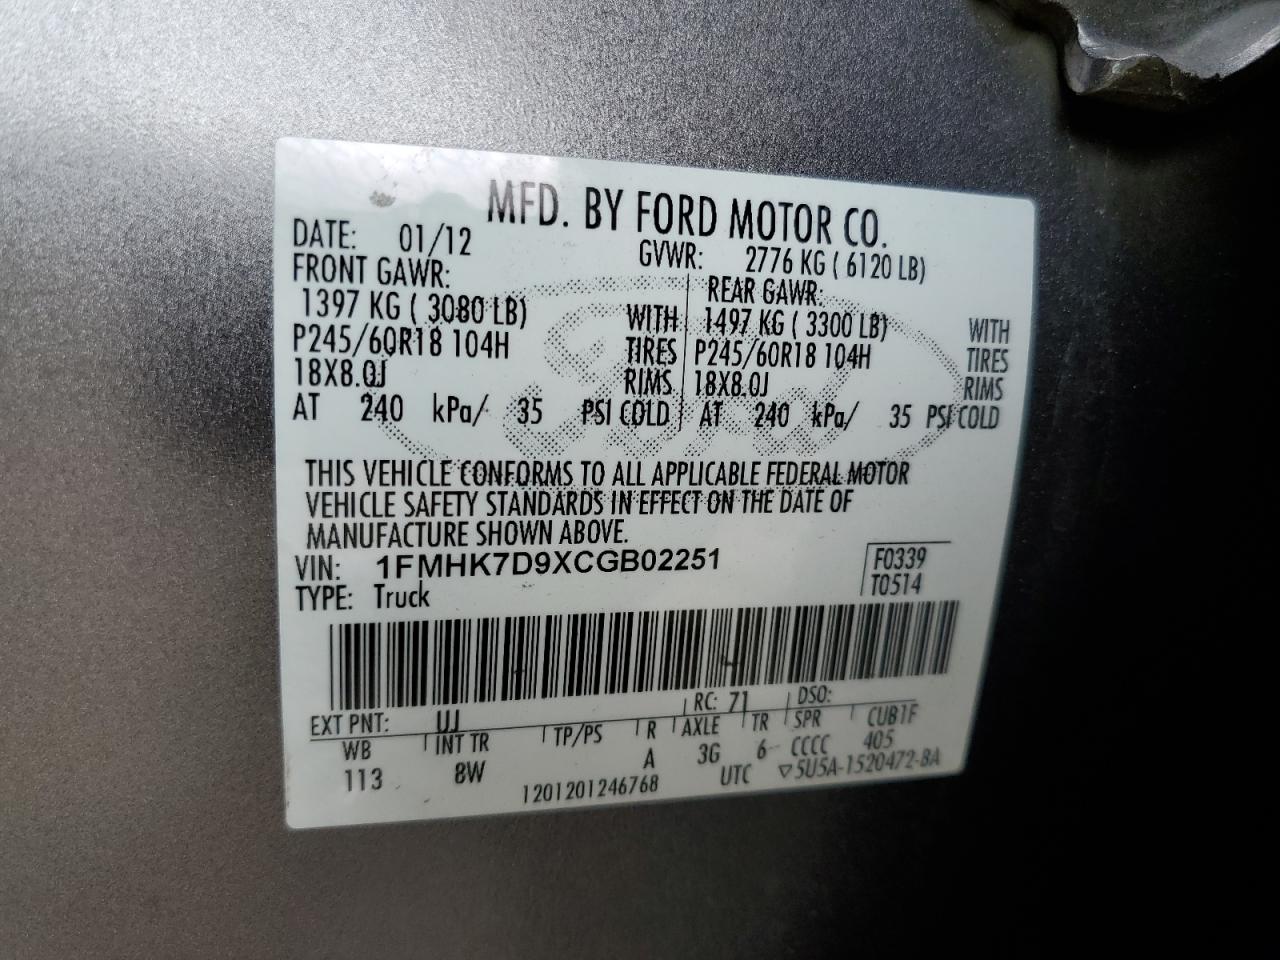 MFD. BY FORD MOTOR CO.
DATE: 01/12 GVWR: 2776 KG ( 6120 LB)
FRONT GAWR: REAR GAWR:
1397 KG ( 3080 LB) WITH 1497 KG ( 3300 LB) WITH
P245/60R18 104H TIRES P245/60R18 104H TIRES
18X8.0J RIMS 18X8.0J RIMS
AT 240 kPa/ 35 PSI COLD AT 240 kPa/ 35 PSI COLD
Ford
THIS VEHICLE CONFORMS TO ALL APPLICABLE FEDERAL MOTOR
VEHICLE SAFETY STANDARDS IN EFFECT ON THE DATE OF
MANUFACTURE SHOWN ABOVE.
VIN: 1FMHK7D9XCGB02251 F0339
TYPE: Truck T0514
EXT PNT: UJ RC: 71 DSO:
WB INT TR TP/PS R AXLE TR SPR CUB1F
113 8W A 3G 6 CCCC 405
1201201246768 UTC ▽5U5A-1520472-BA